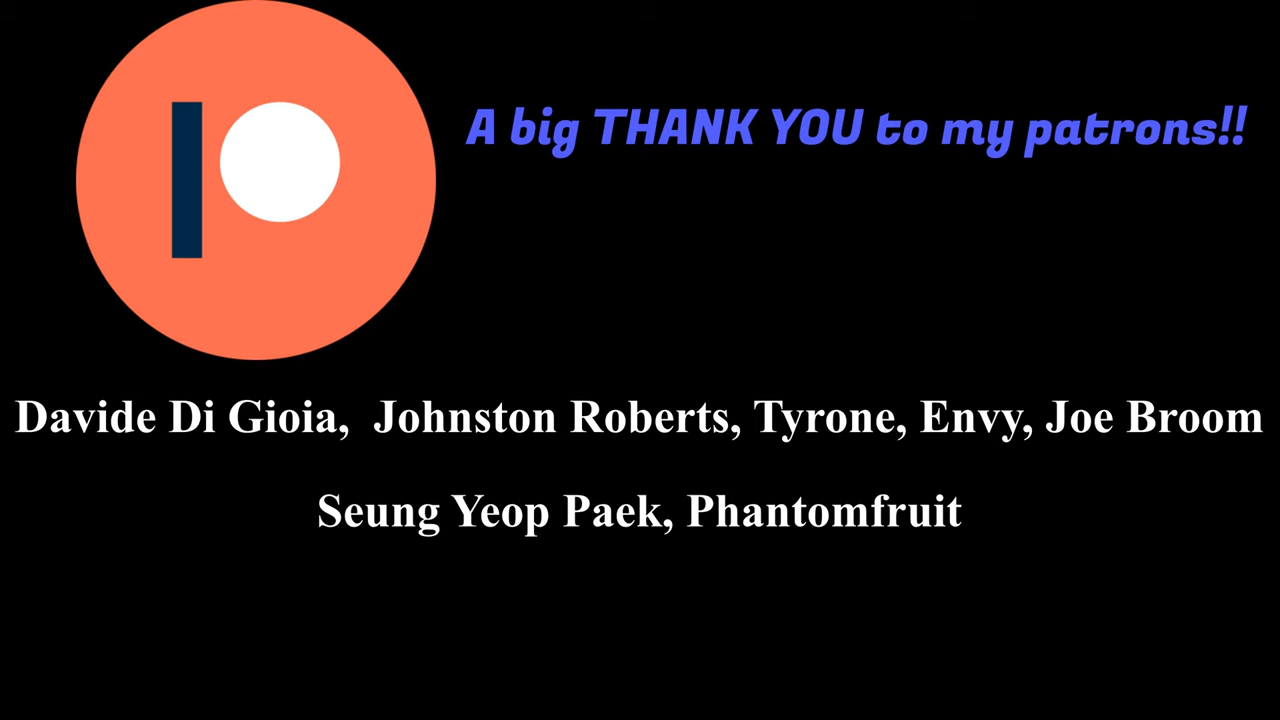 A big THANK YOU to my patrons!!
Davide Di Gioia,  Johnston Roberts, Tyrone, Envy, Joe Broom
Seung Yeop Paek, Phantomfruit